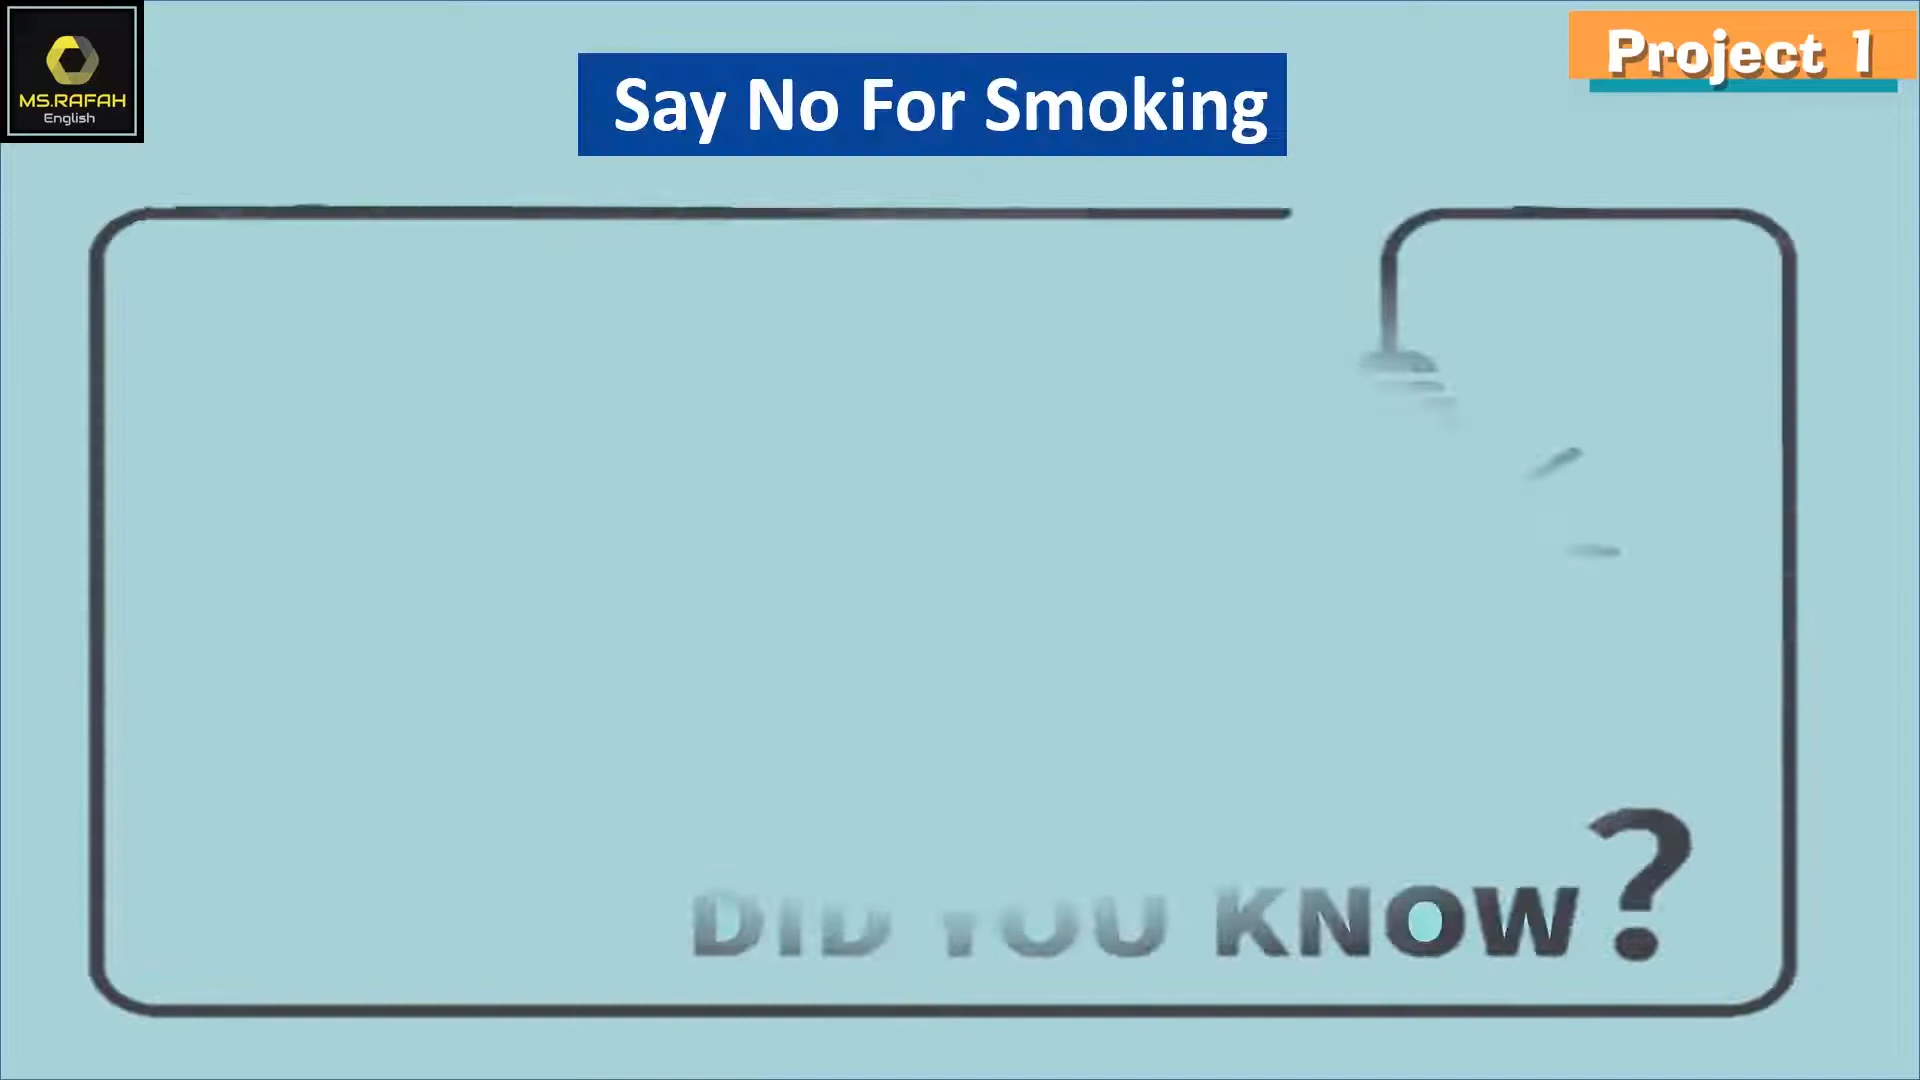 MS.RAFAH
English
Project 1
Say No For Smoking
DID YOU KNOW?